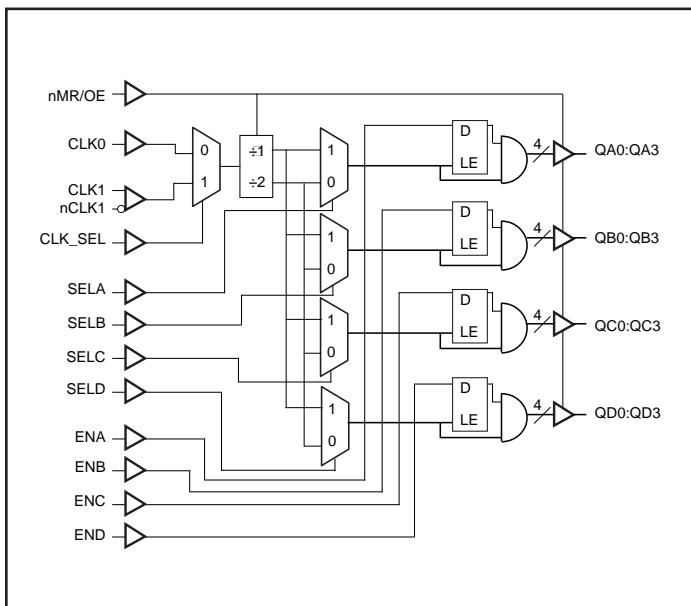 nMR/OE
CLK0
CLK1
nCLK1
CLK_SEL
SELA
SELB
SELC
SELD
ENA
ENB
ENC
END
0
1
÷1
÷2
1
0
1
0
1
0
1
0
D
LE
4
QA0:QA3
D
LE
4
QB0:QB3
D
LE
4
QC0:QC3
D
LE
4
QD0:QD3